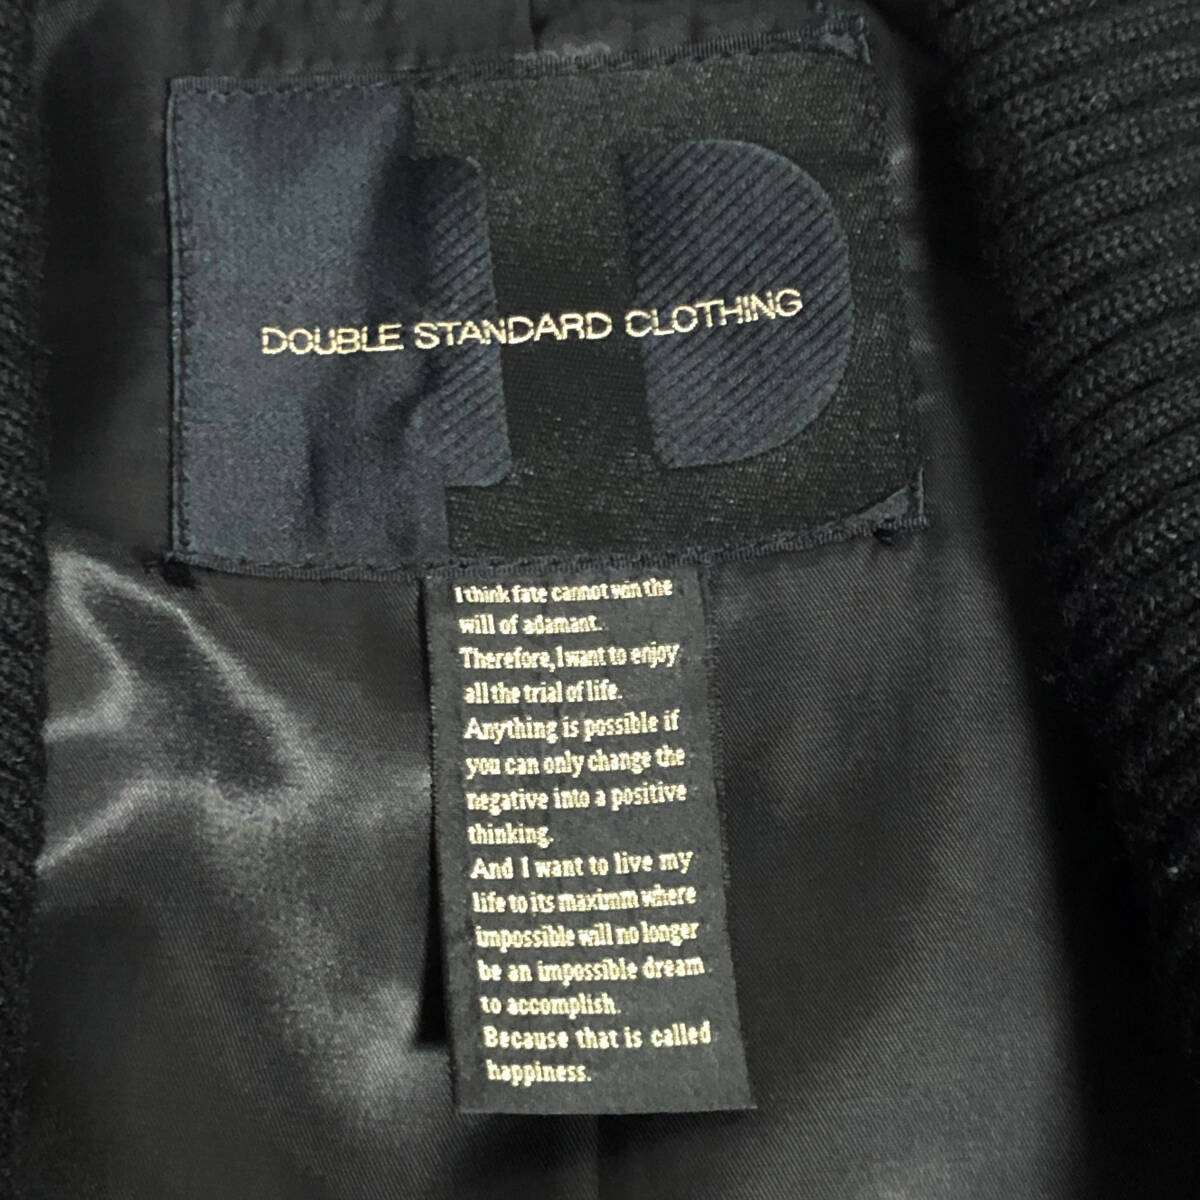 DOUBLE STANDARD CLOTHING
I think fate cannot win the
will of adamant.
Therefore, I want to enjoy
all the trial of life.
Anything is possible if
you can only change the
negative into a positive
thinking.
And I want to live my
life to its maximm where
impossible will no longer
be an impossible dream
to accomplish.
Because that is called
happiness.